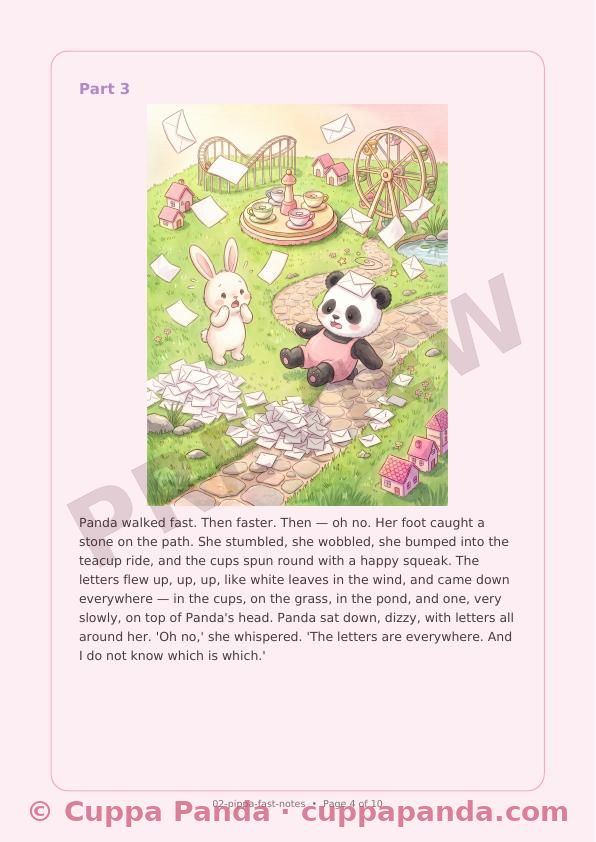 Part 3
Panda walked fast. Then faster. Then — oh no. Her foot caught a
stone on the path. She stumbled, she wobbled, she bumped into the
teacup ride, and the cups spun round with a happy squeak. The
letters flew up, up, up, like white leaves in the wind, and came down
everywhere — in the cups, on the grass, in the pond, and one, very
slowly, on top of Panda's head. Panda sat down, dizzy, with letters all
around her. 'Oh no,' she whispered. 'The letters are everywhere. And
I do not know which is which.'
PREVIEW
02-pippa-fast-notes • Page 4 of 10
© Cuppa Panda · cuppapanda.com